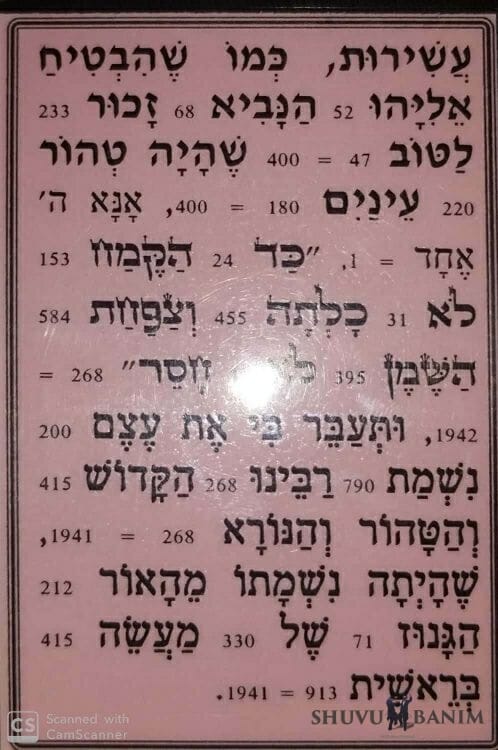 עֲשִׁירוּת, כְּמוֹ שֶׁהִבְטִיחַ
אֵלִיָּהוּ 52 הַנָּבִיא 68 זָכוּר 233
לַטּוֹב 47 = 400 שֶׁהָיָה טְהוֹר
220 עֵינַיִם 180 = 400, אָנָּא ה'
אֶחָד = 1, "כַּד 24 הַקֶּמַח 153
לֹא 31 כָלָתָה 455 וְצַפַּחַת 584
הַשֶּׁמֶן 395 חָסֵר" 268 =
1942, וּתְּעַבֵּר בִּי אֶת עֶצֶם 200
נִשְׁמַת 790 רַבֵּינוּ 268 הַקָּדוֹשׁ 415
וְהַטָּהוֹר וְהַנּוֹרָא 268 = 1941,
שֶׁהָיְתָה נִשְׁמָתוֹ מֵהָאוֹר 212
הַגָּנוּז 71 שֶׁל 330 מַעֲשֵׂה 415
בְּרֵאשִׁית 913 = 1941.
SHUVU BANIM
CS Scanned with
CamScanner